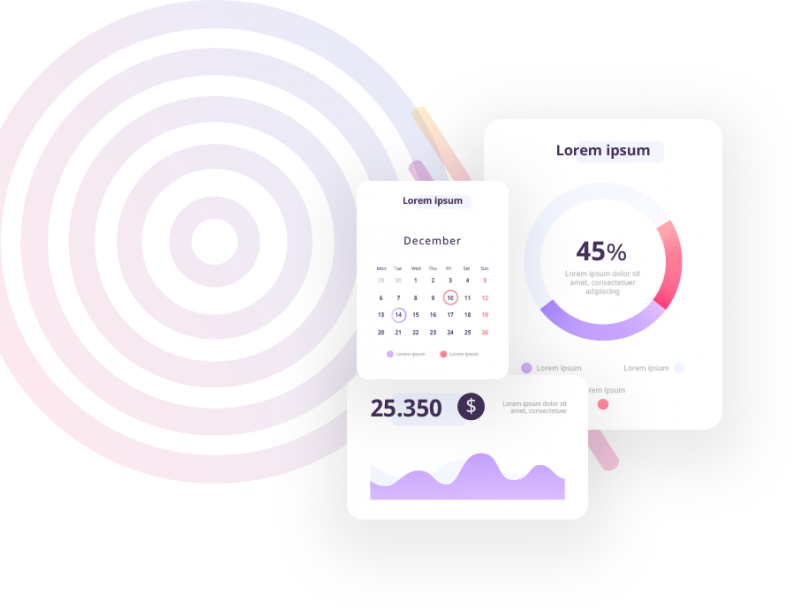 Lorem ipsum
December
Mon Tue Wed Thu Fri Sat Sun
29 30 1 2 3 4 5
6 7 8 9 10 11 12
13 14 15 16 17 18 19
20 21 22 23 24 25 26
Lorem ipsum Lorem ipsum
Lorem ipsum
45%
Lorem ipsum dolor sit
amet, consectetuer
adipiscing
Lorem ipsum Lorem ipsum
rem ipsum
25.350 $
Lorem ipsum dolor sit
amet, consectetuer